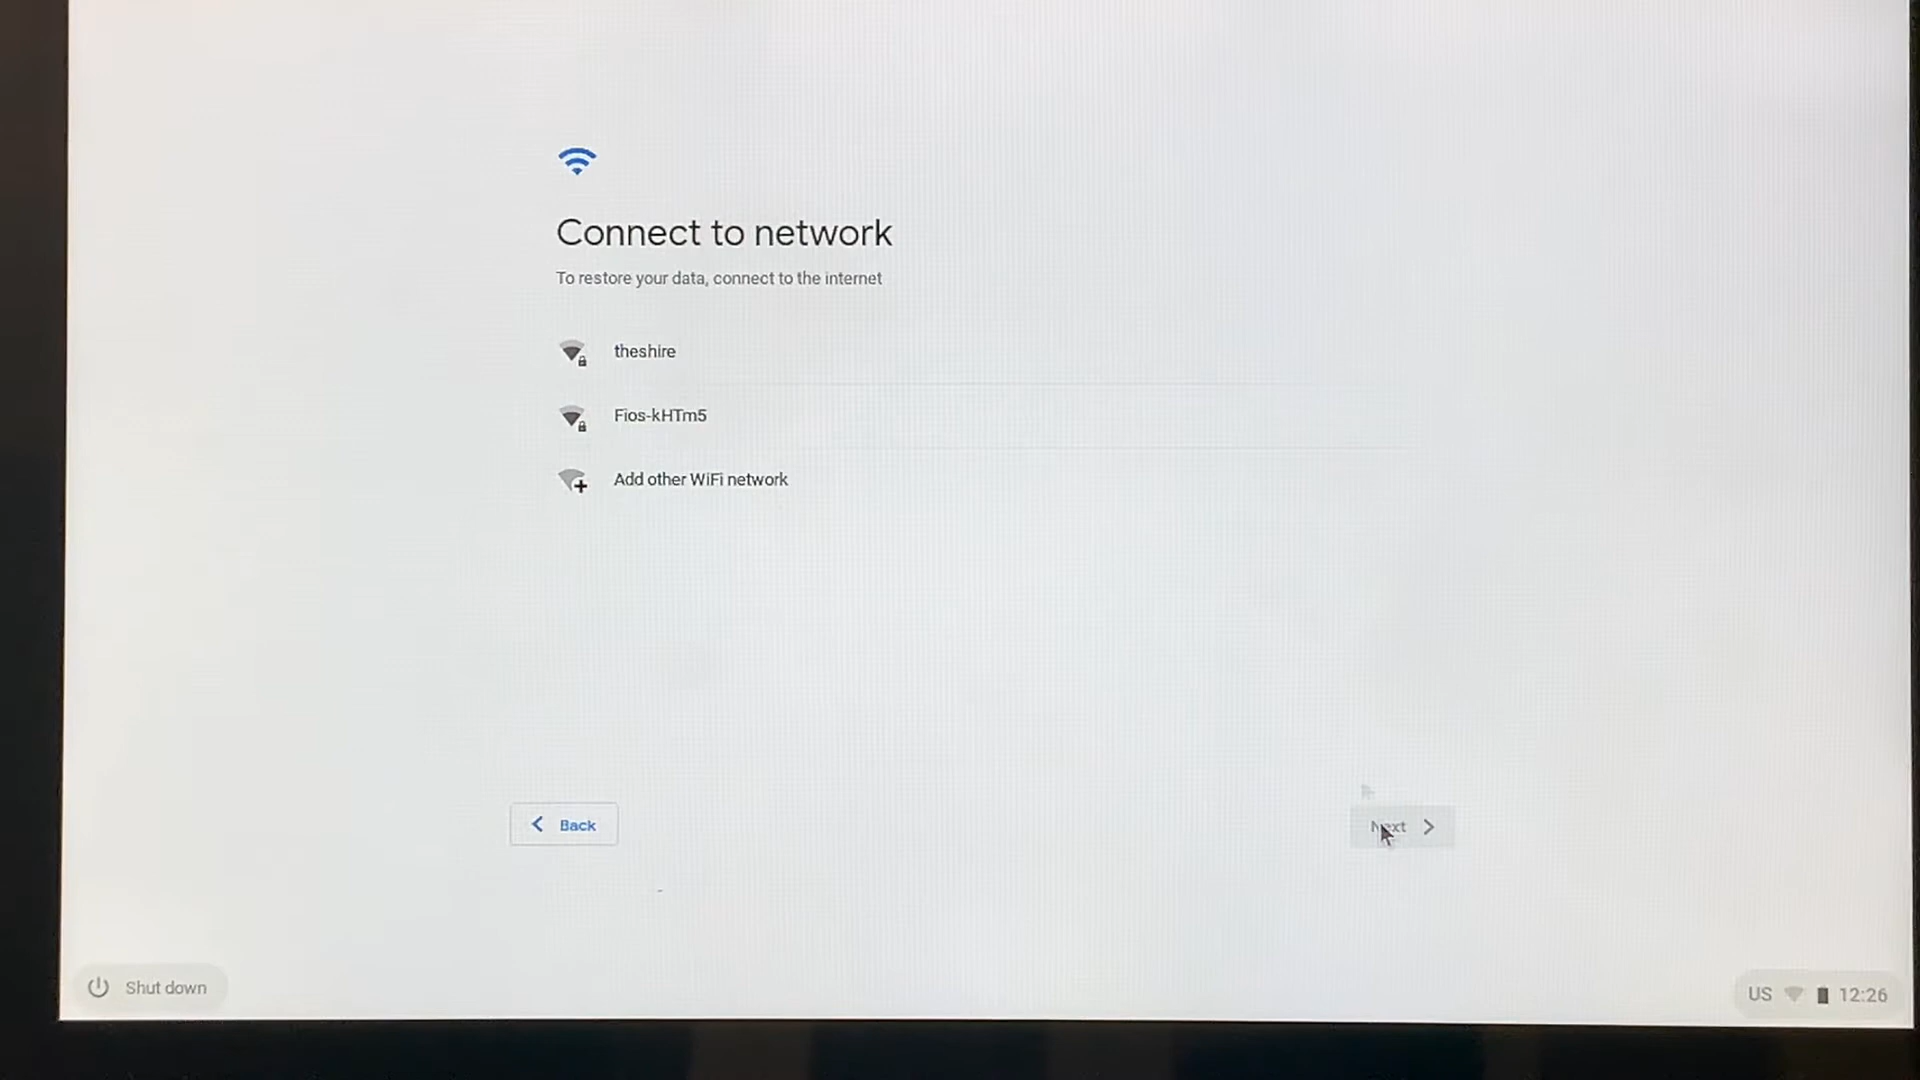 Connect to network
To restore your data, connect to the internet
theshire
Fios-kHTm5
Add other WiFi network
Back
Next
Shut down
US 12:26